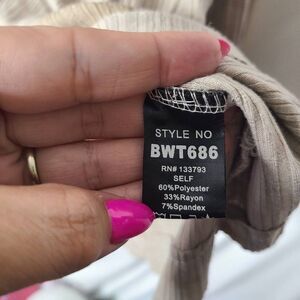 STYLE NO
BWT686
RN# 133793
SELF
60%Polyester
33%Rayon
7%Spandex